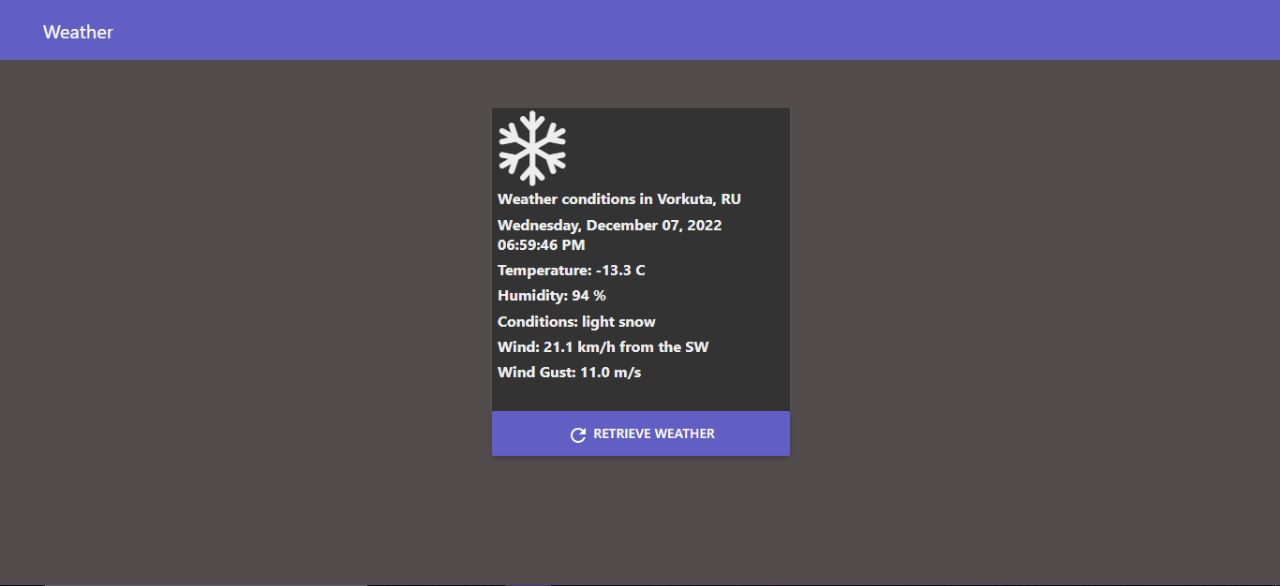 Weather
Weather conditions in Vorkuta, RU
Wednesday, December 07, 2022
06:59:46 PM
Temperature: -13.3 C
Humidity: 94 %
Conditions: light snow
Wind: 21.1 km/h from the SW
Wind Gust: 11.0 m/s
RETRIEVE WEATHER